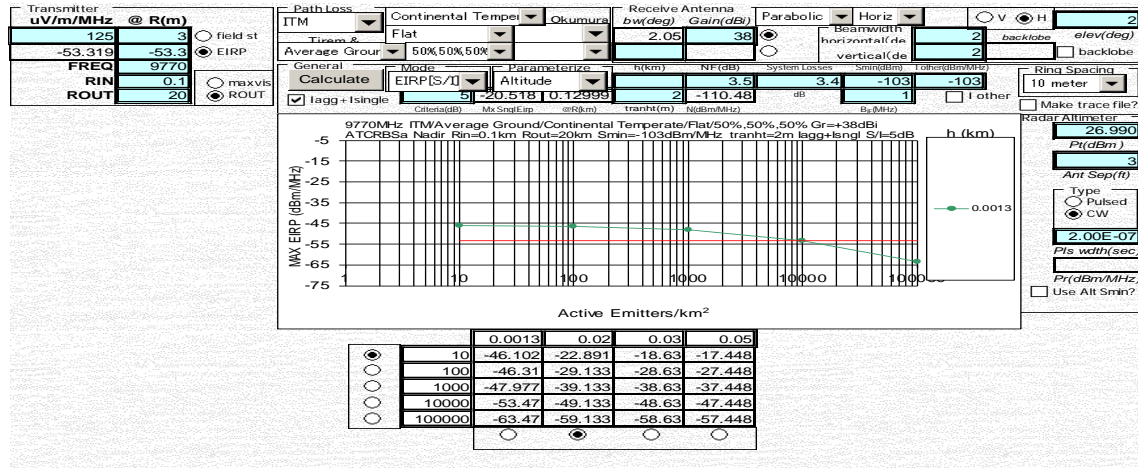 Transmitter
uV/m/MHz @ R(m)
125 3 field st
-53.319 -53.3 EIRP
FREQ 9770
RIN 0.1 maxvis
ROUT 20 ROUT
Path Loss
ITM Continental Temper Okumura
Tirem & Flat
Average Grour 50%,50%,50%
Receive Antenna
bw(deg) Gain(dBi) Parabolic Horiz V H 2
2.05 38 Beamwidth
horizontal(de 2 backlobe elev(deg)
vertical(de 2 backlobe
General Mode Parameterize h(km) NF(dB) System Losses Smin(dBm) Iother(dBm/MHz)
Calculate EIRP[S/I] Altitude 3.5 3.4 -103 -103
Iagg+Isingle 5 -20.518 0.12999 2 -110.48 dB 1 I other
Criteria(dB) Mx SnglEirp @R(km) tranht(m) N(dBm/MHz) (MHz)
Ring Spacing
10 meter
Make trace file?
Radar Altimeter
26.990
Pt(dBm)
3
Ant Sep(ft)
Type
Pulsed
CW
2.00E-07
Pls wdth(sec)
Pr(dBm/MHz)
Use Alt Smin?
9770MHz ITM/Average Ground/Continental Temperate/Flat/50%,50%,50% Gr=+38dBi
ATCRBSa Nadir Rin=0.1km Rout=20km Smin=-103dBm/MHz tranht=2m Iagg+Isngl S/I=5dB
h (km)
0.0013
MAX EIRP (dBm/MHz)
-5
-15
-25
-35
-45
-55
-65
-75
1 10 100 1000 10000 100000
Active Emitters/km²
0.0013 0.02 0.03 0.05
10 -46.102 -22.891 -18.63 -17.448
100 -46.31 -29.133 -28.63 -27.448
1000 -47.977 -39.133 -38.63 -37.448
10000 -53.47 -49.133 -48.63 -47.448
100000 -63.47 -59.133 -58.63 -57.448